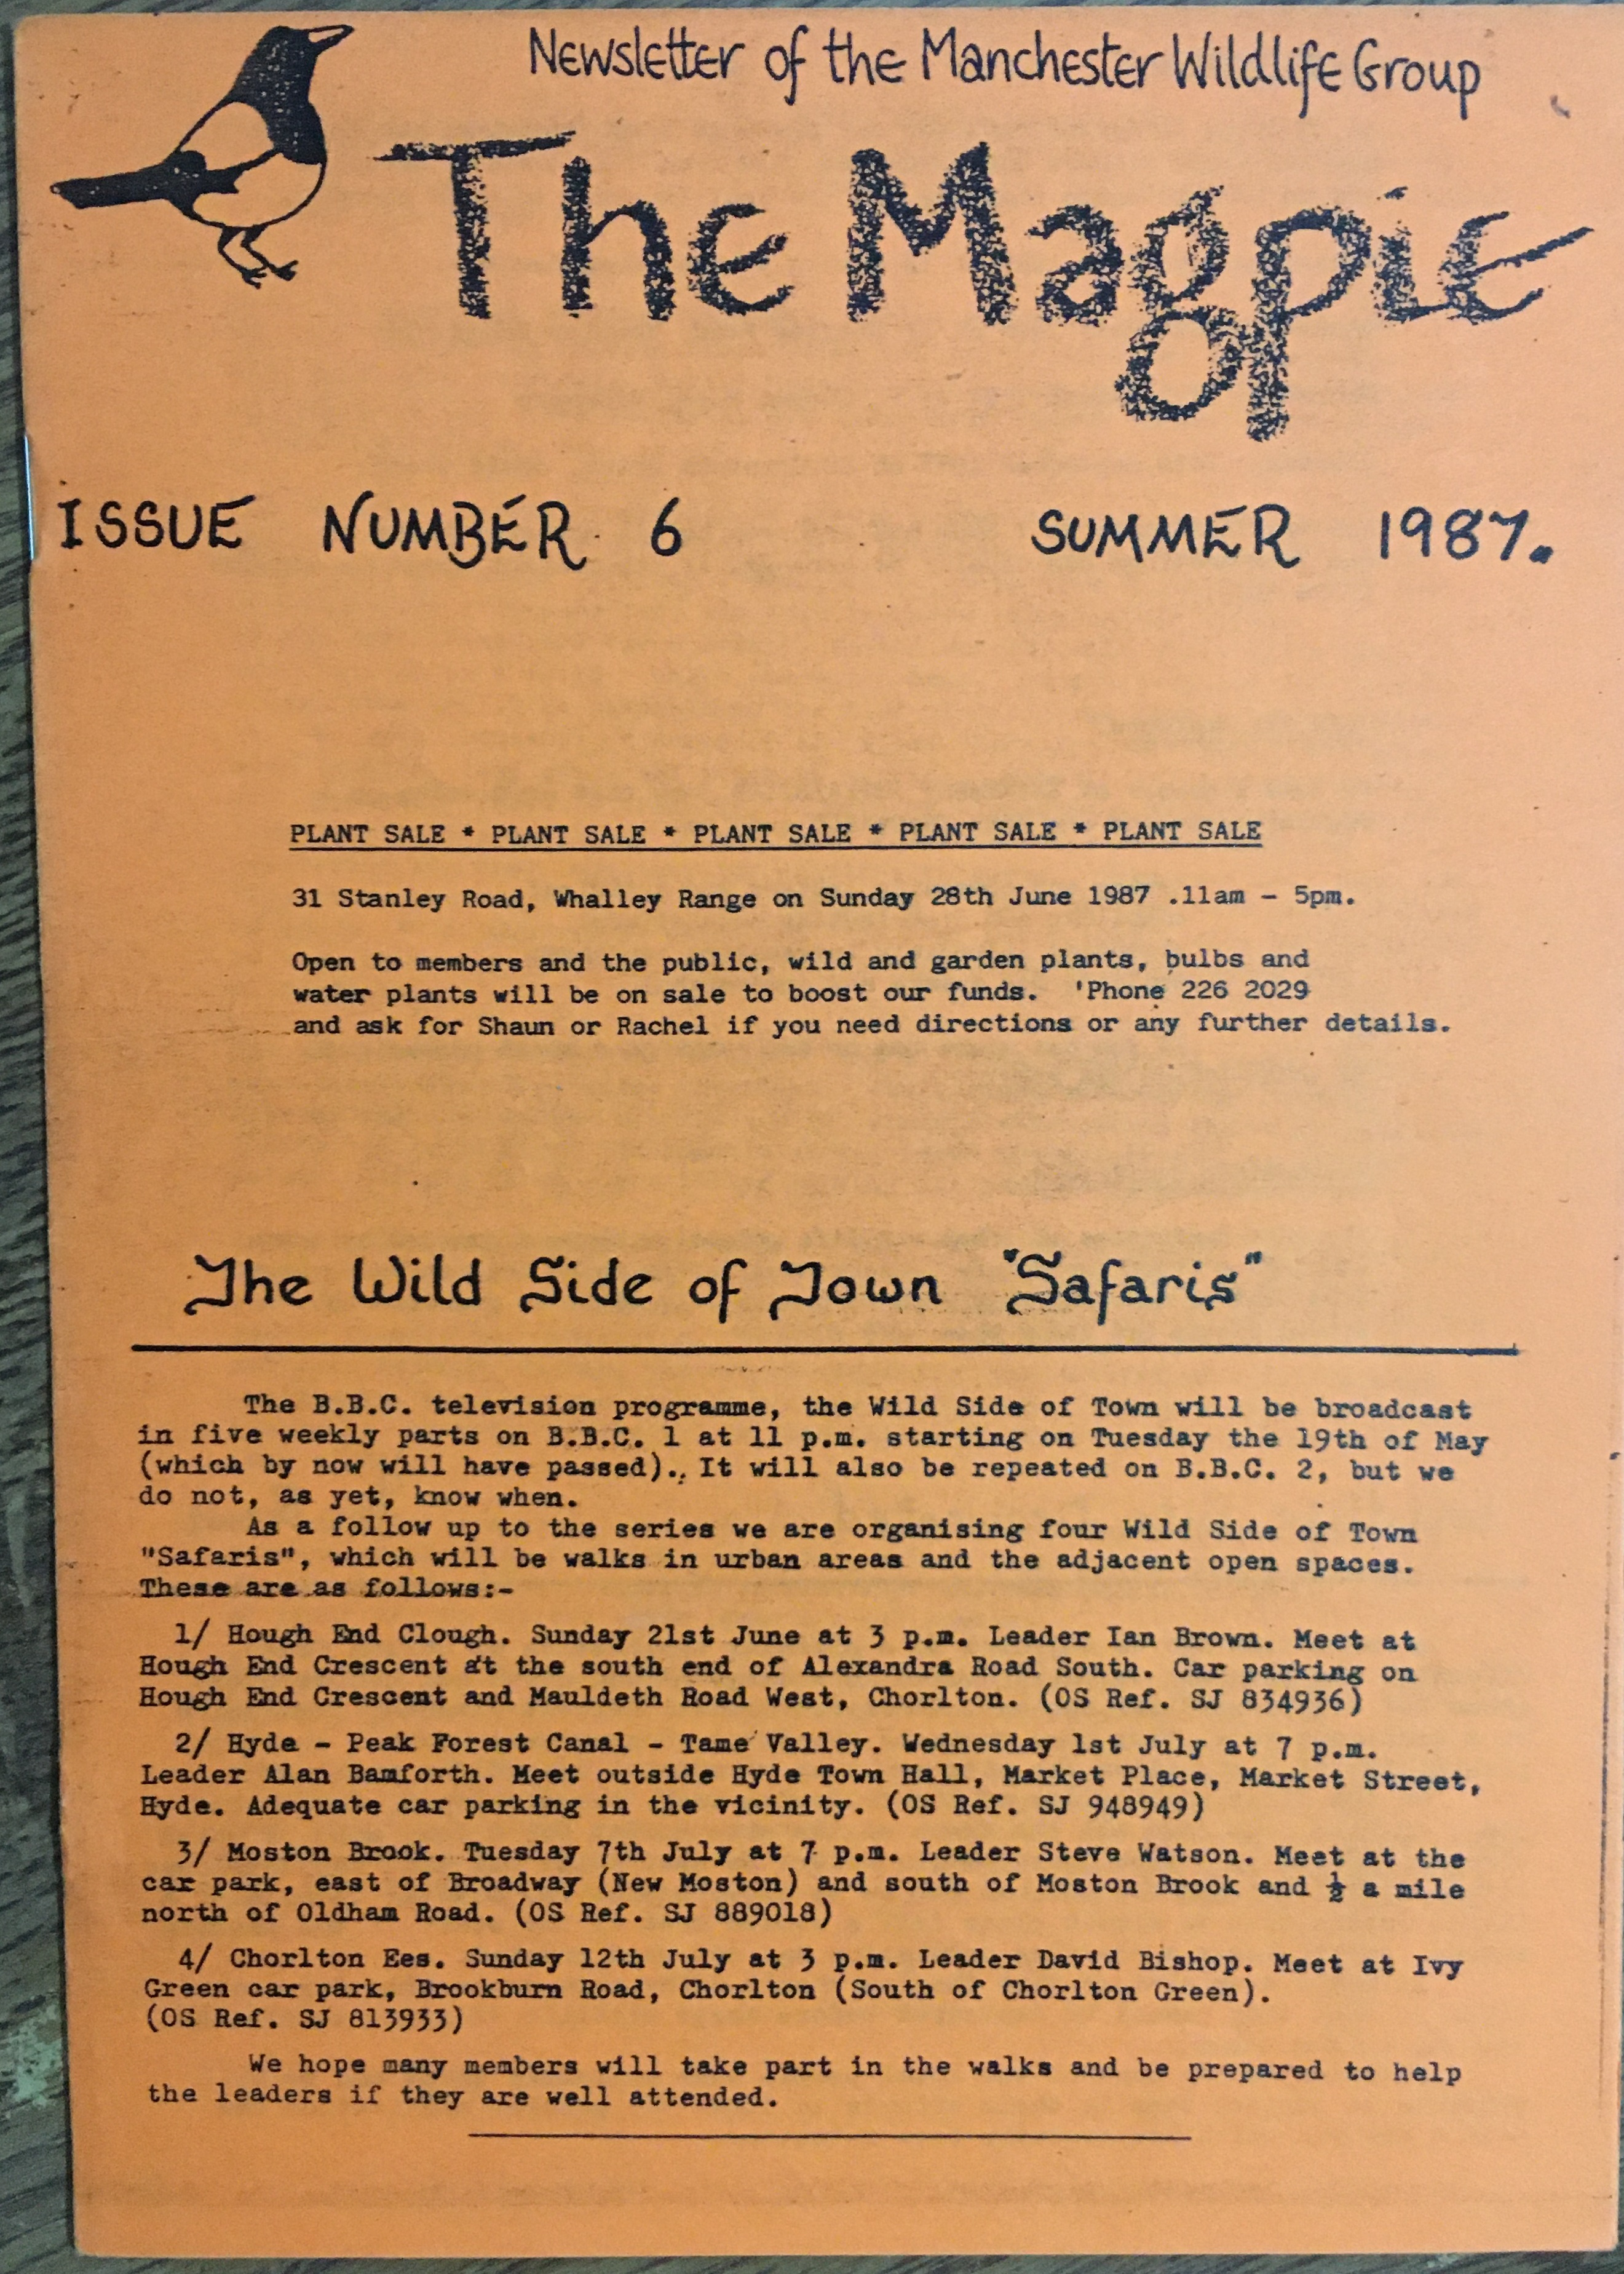 Newsletter of the Manchester Wildlife Group
The Magpie
ISSUE NUMBER 6 SUMMER 1987.
PLANT SALE * PLANT SALE * PLANT SALE * PLANT SALE * PLANT SALE
31 Stanley Road, Whalley Range on Sunday 28th June 1987 .11am - 5pm.
Open to members and the public, wild and garden plants, bulbs and
water plants will be on sale to boost our funds. 'Phone 226 2029
and ask for Shaun or Rachel if you need directions or any further details.
The Wild Side of Town "Safaris"
The B.B.C. television programme, the Wild Side of Town will be broadcast
in five weekly parts on B.B.C. 1 at 11 p.m. starting on Tuesday the 19th of May
(which by now will have passed). It will also be repeated on B.B.C. 2, but we
do not, as yet, know when.
As a follow up to the series we are organising four Wild Side of Town
"Safaris", which will be walks in urban areas and the adjacent open spaces.
These are as follows:-
1/ Hough End Clough. Sunday 21st June at 3 p.m. Leader Ian Brown. Meet at
Hough End Crescent at the south end of Alexandra Road South. Car parking on
Hough End Crescent and Mauldeth Road West, Chorlton. (OS Ref. SJ 834936)
2/ Hyde - Peak Forest Canal - Tame Valley. Wednesday 1st July at 7 p.m.
Leader Alan Bamforth. Meet outside Hyde Town Hall, Market Place, Market Street,
Hyde. Adequate car parking in the vicinity. (OS Ref. SJ 948949)
3/ Moston Brook. Tuesday 7th July at 7 p.m. Leader Steve Watson. Meet at the
car park, east of Broadway (New Moston) and south of Moston Brook and ½ a mile
north of Oldham Road. (OS Ref. SJ 889018)
4/ Chorlton Ees. Sunday 12th July at 3 p.m. Leader David Bishop. Meet at Ivy
Green car park, Brookburn Road, Chorlton (South of Chorlton Green).
(OS Ref. SJ 813933)
We hope many members will take part in the walks and be prepared to help
the leaders if they are well attended.